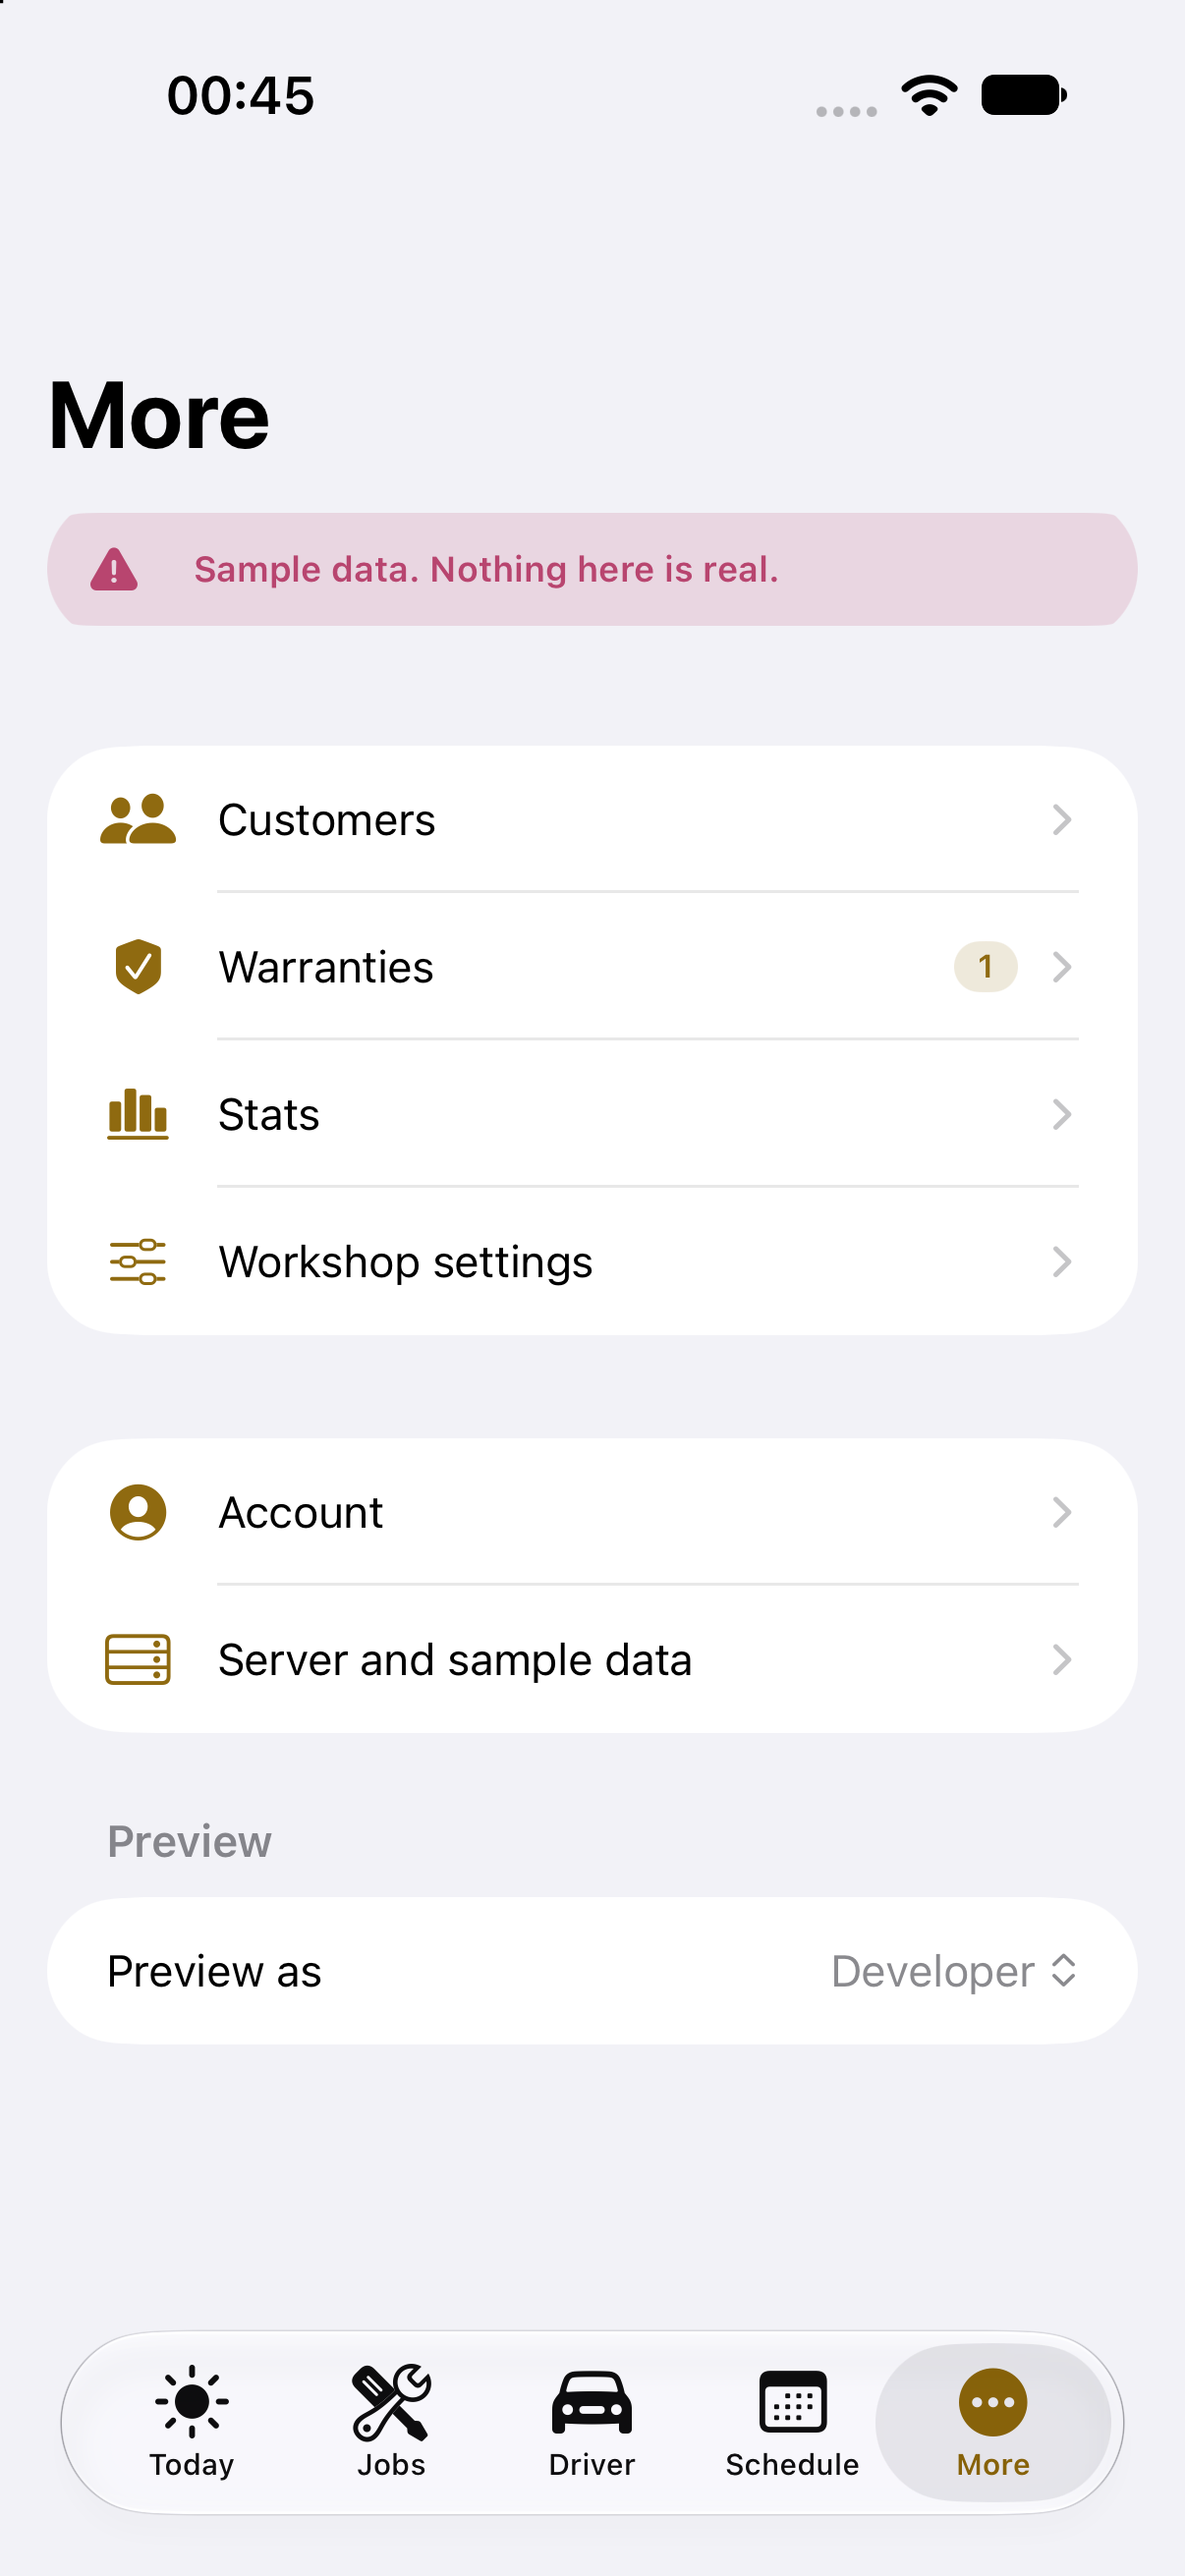 00:45
More
Sample data. Nothing here is real.
Customers
Warranties 1
Stats
Workshop settings
Account
Server and sample data
Preview
Preview as Developer
Today Jobs Driver Schedule More